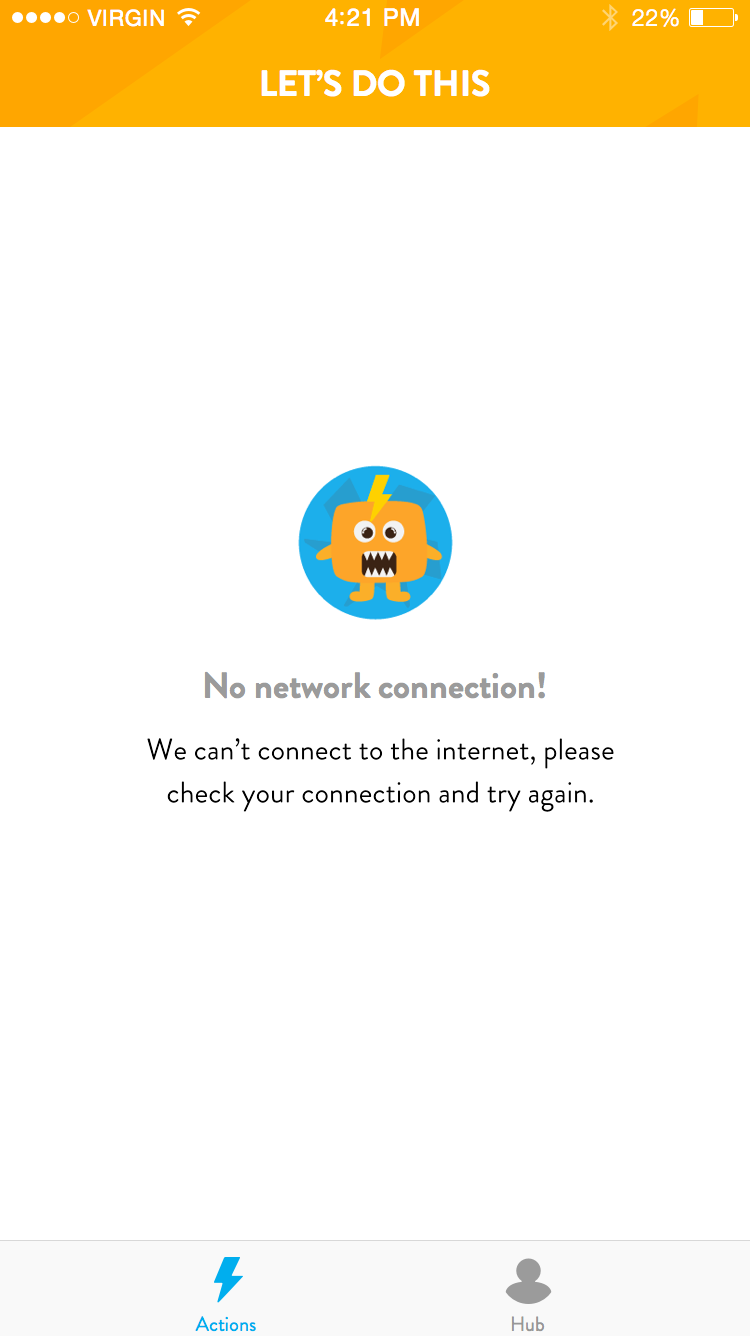 VIRGIN 4:21 PM 22%
LET’S DO THIS
No network connection!
We can’t connect to the internet, please
check your connection and try again.
Actions Hub